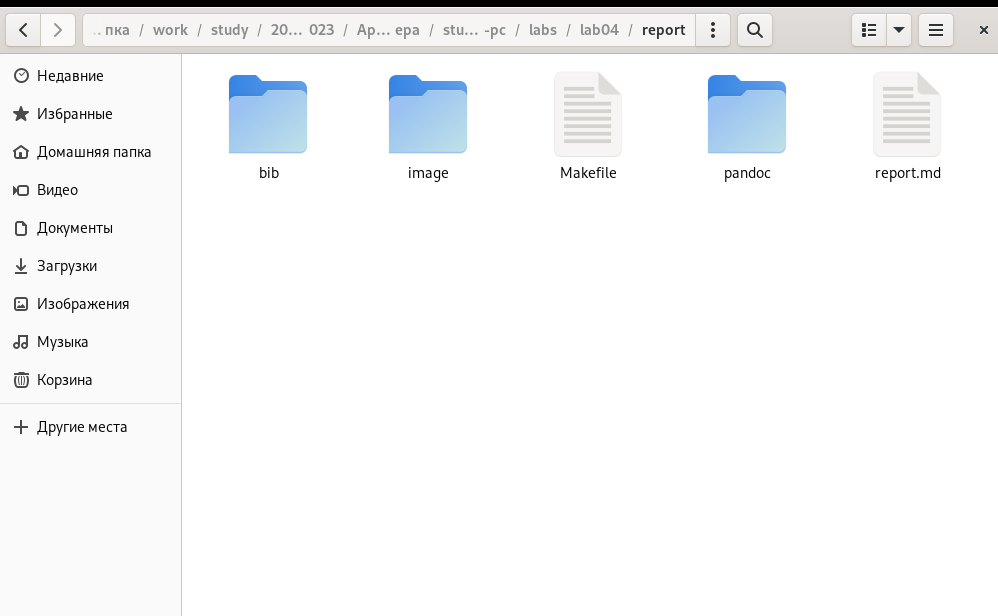 … пка / work / study / 20… 023 / Ap… ера / stu… -pc / labs / lab04 / report
Недавние
Избранные
Домашняя папка
Видео
Документы
Загрузки
Изображения
Музыка
Корзина
Другие места
bib image Makefile pandoc report.md